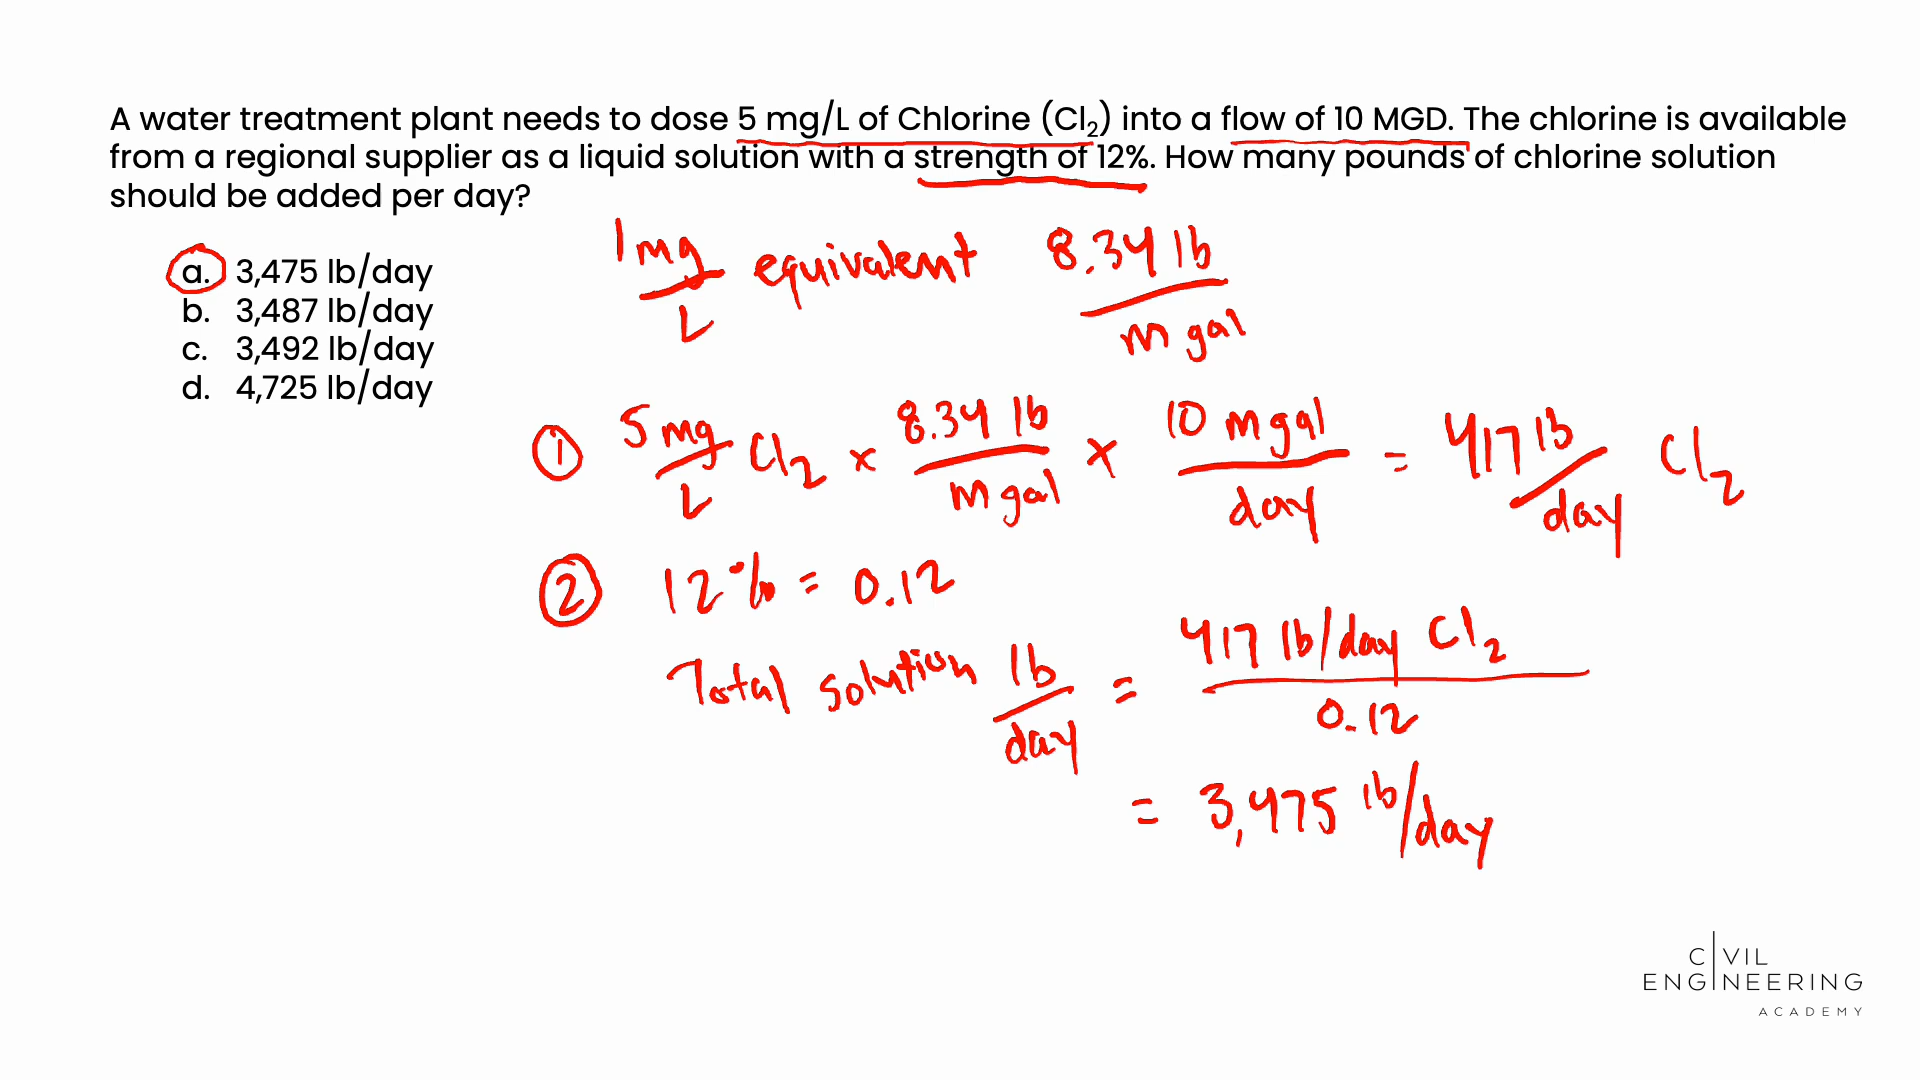 A water treatment plant needs to dose 5 mg/L of Chlorine (Cl₂) into a flow of 10 MGD. The chlorine is available
from a regional supplier as a liquid solution with a strength of 12%. How many pounds of chlorine solution
should be added per day?
a. 3,475 lb/day
b. 3,487 lb/day
c. 3,492 lb/day
d. 4,725 lb/day
1 mg/L equivalent 8.34 lb/m gal
① 5 mg/L Cl₂ × 8.34 lb/m gal × 10 m gal/day = 417 lb/day Cl₂
② 12% = 0.12
Total solution lb/day = 417 lb/day Cl₂ / 0.12
= 3,475 lb/day
CIVIL
ENGINEERING
ACADEMY